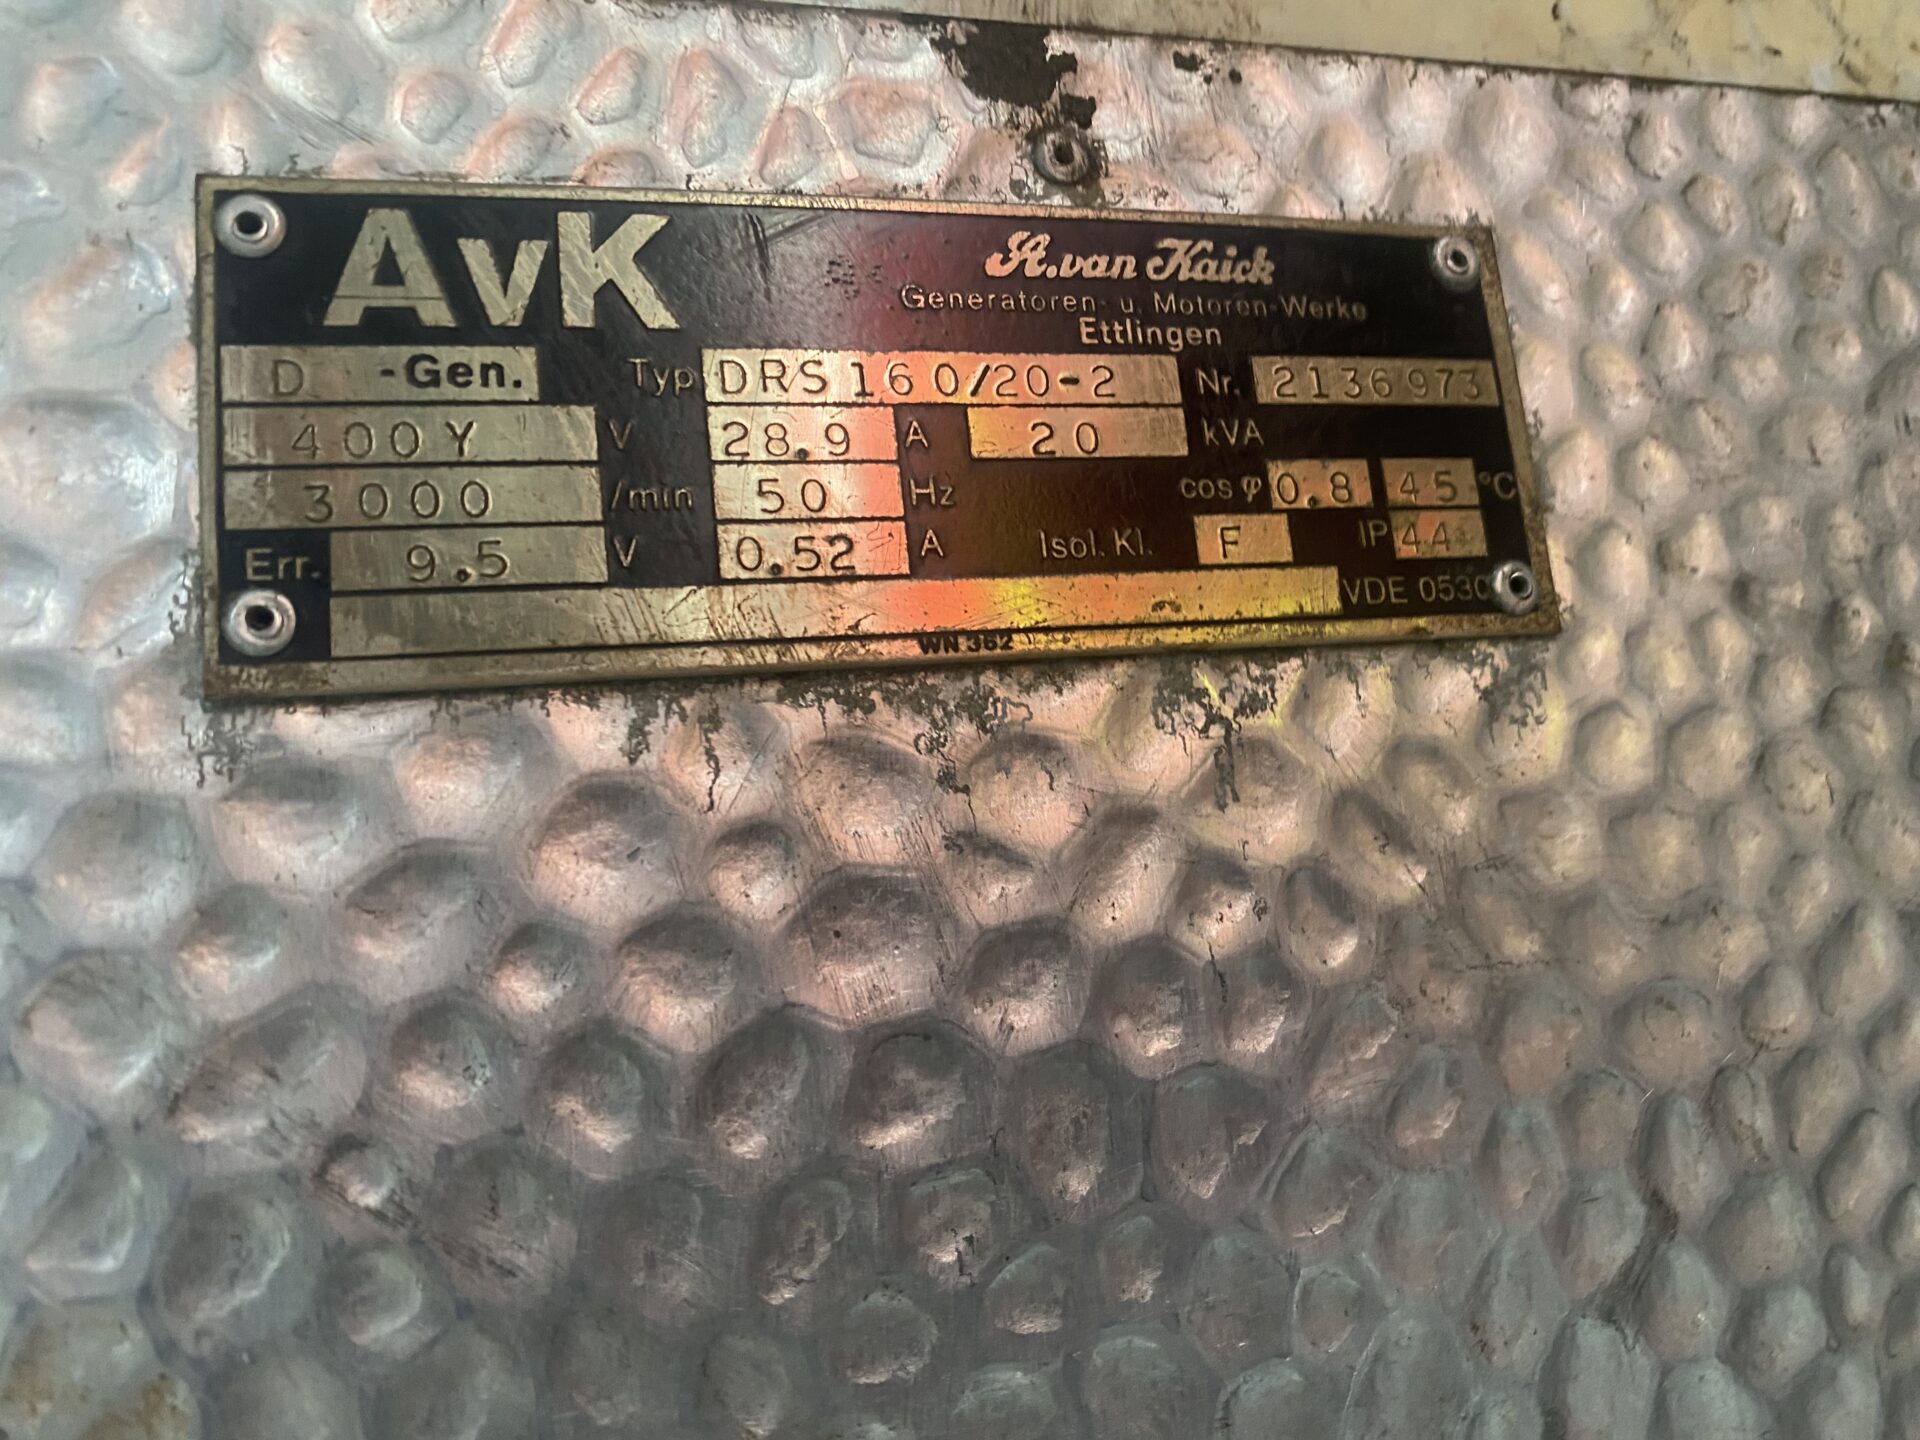 AvK
A.van Kaick
Generatoren- u. Motoren-Werke
Ettlingen
D -Gen. Typ DRS 160/20-2 Nr. 2136973
400Y V 28.9 A 20 kVA
3000 /min 50 Hz cos φ 0.8 45 °C
Err. 9.5 V 0.52 A Isol. Kl. F IP 44
VDE 0530
WN 362